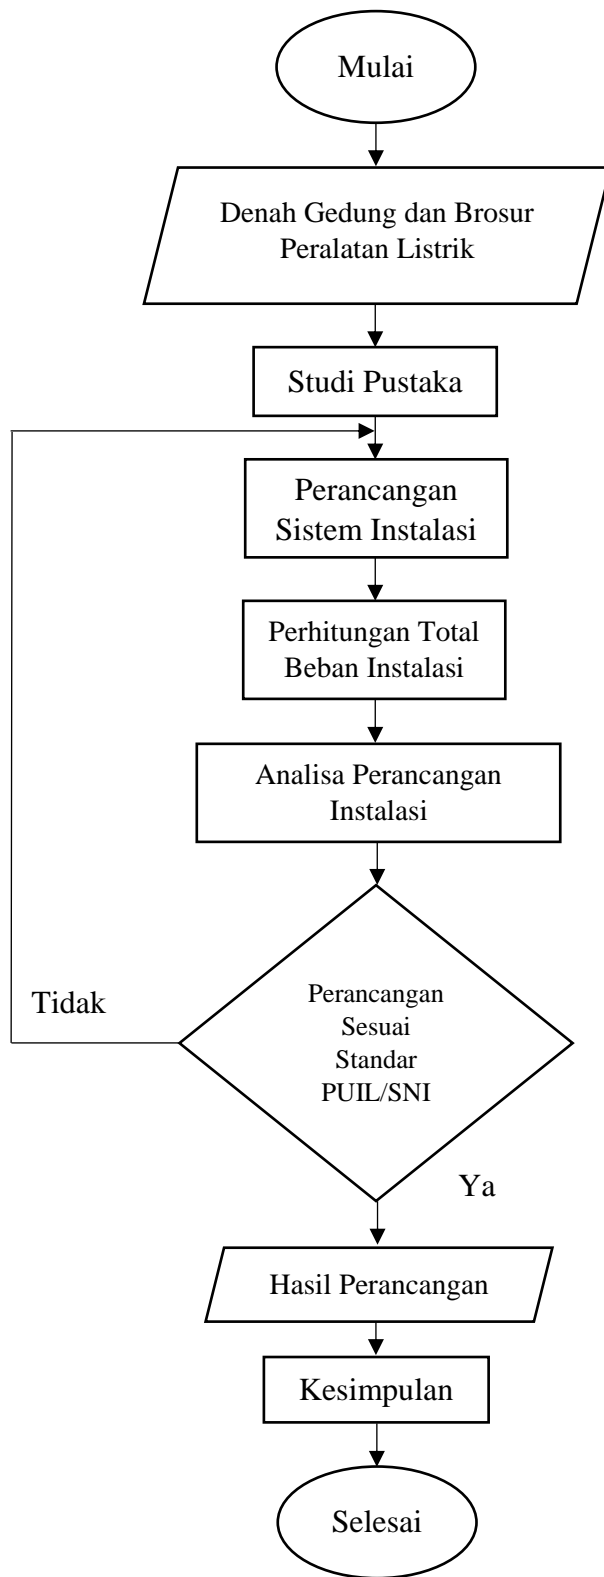 Mulai
Denah Gedung dan Brosur
Peralatan Listrik
Studi Pustaka
Perancangan
Sistem Instalasi
Perhitungan Total
Beban Instalasi
Analisa Perancangan
Instalasi
Tidak
Perancangan
Sesuai
Standar
PUIL/SNI
Ya
Hasil Perancangan
Kesimpulan
Selesai